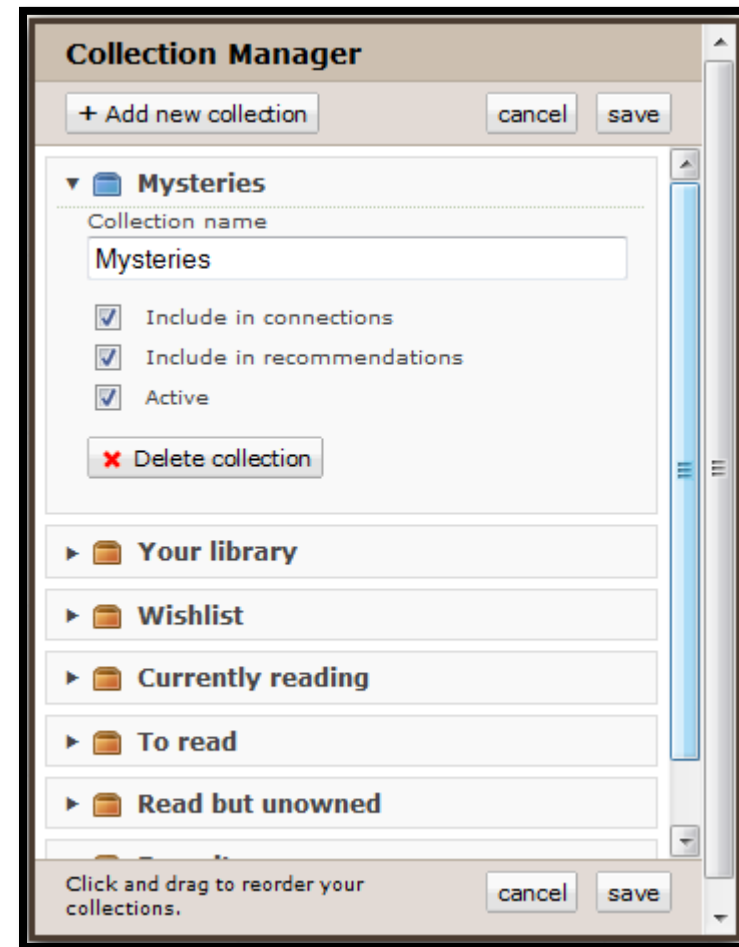 Collection Manager
+ Add new collection cancel save
Mysteries
Collection name
Mysteries
Include in connections
Include in recommendations
Active
Delete collection
Your library
Wishlist
Currently reading
To read
Read but unowned
Click and drag to reorder your
collections.
cancel save